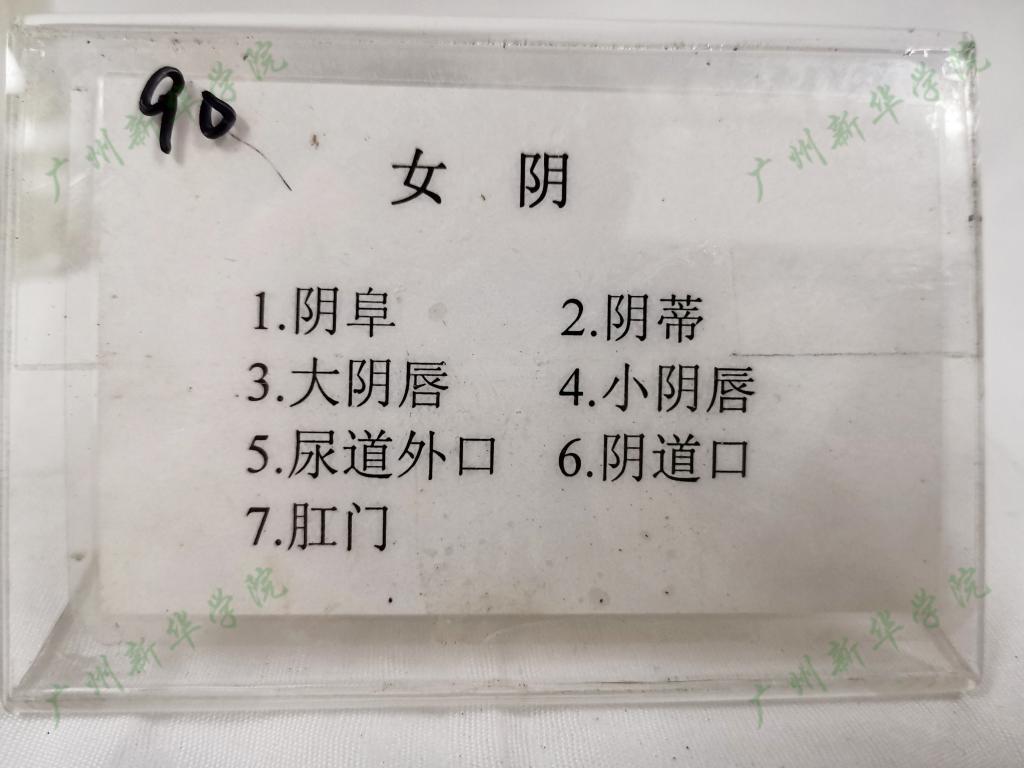 90
广州新华学院
广州新华学院
女 阴
1.阴阜 2.阴蒂
3.大阴唇 4.小阴唇
5.尿道外口 6.阴道口
7.肛门
广州新华学院
广州新华学院